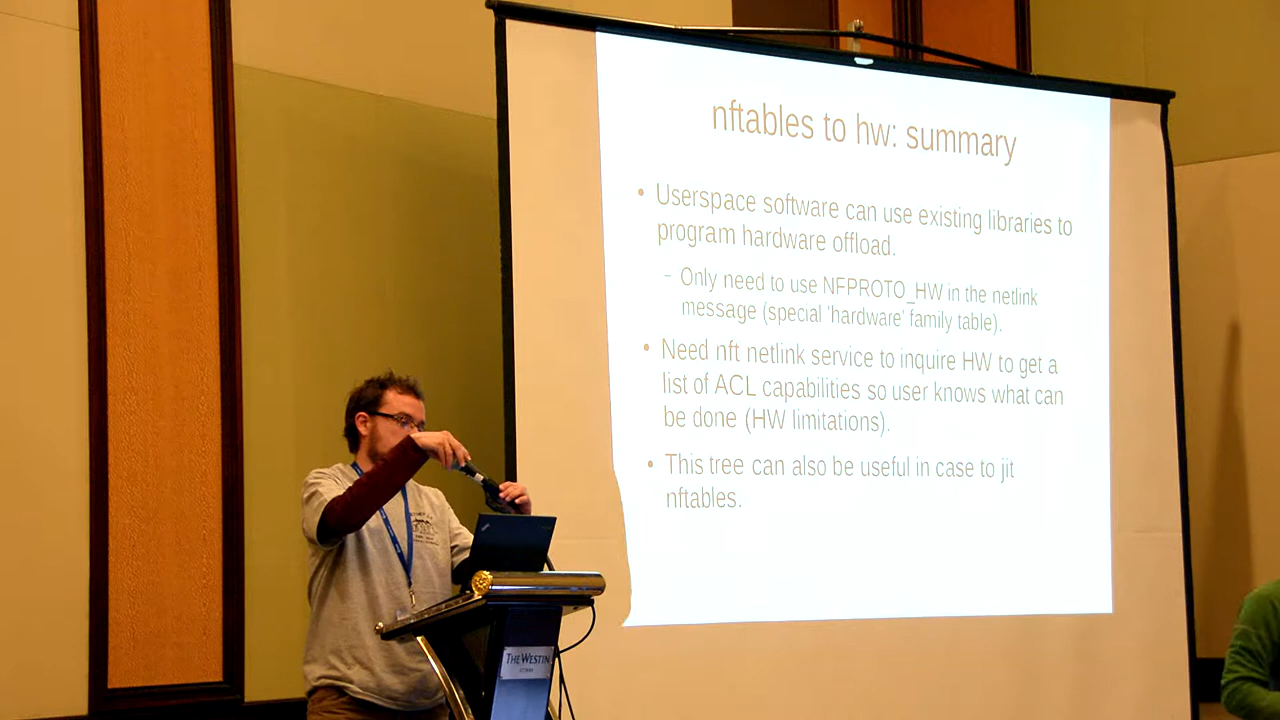 nftables to hw: summary
• Userspace software can use existing libraries to
program hardware offload.
– Only need to use NFPROTO_HW in the netlink
message (special 'hardware' family table).
• Need nft netlink service to inquire HW to get a
list of ACL capabilities so user knows what can
be done (HW limitations).
• This tree can also be useful in case to jit
nftables.
THE WESTIN